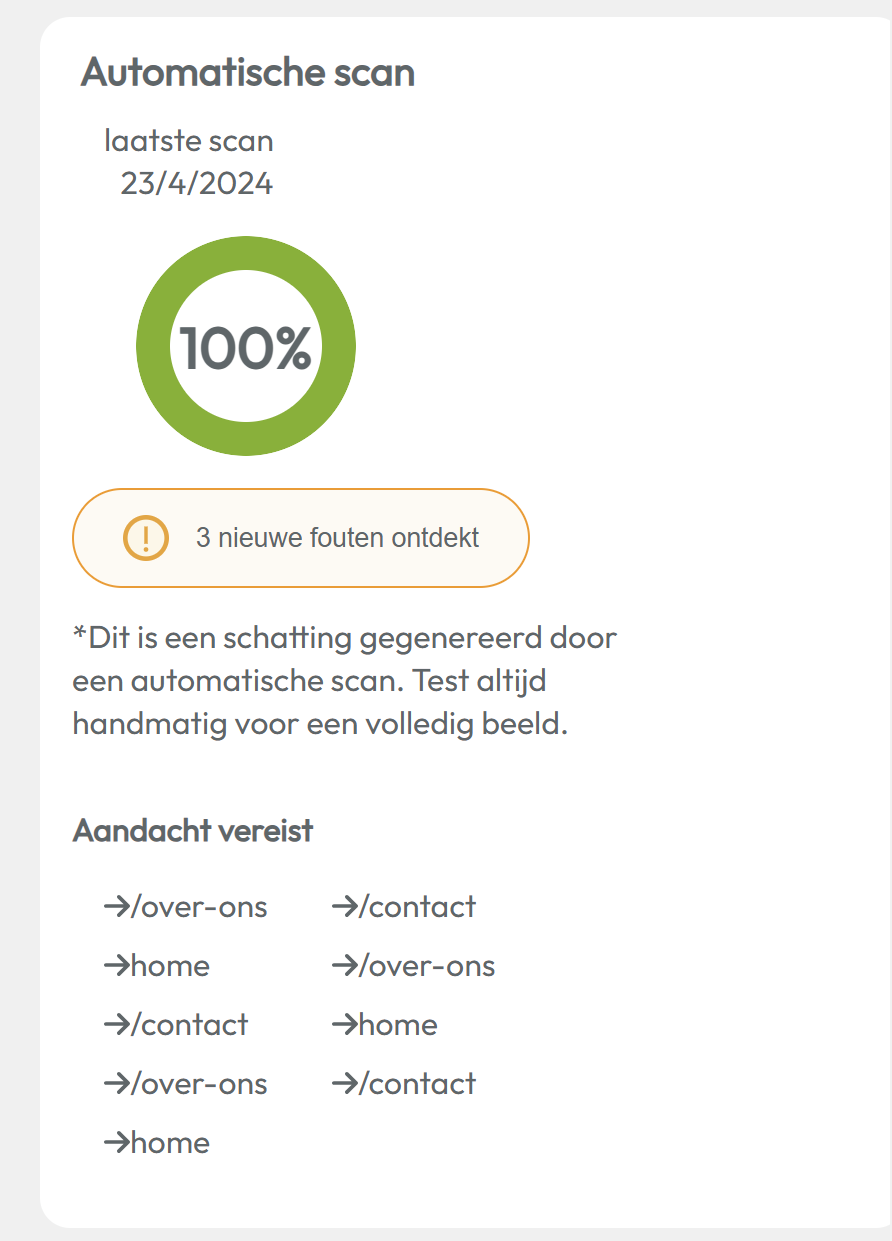 Automatische scan
laatste scan
23/4/2024
100%
3 nieuwe fouten ontdekt
*Dit is een schatting gegenereerd door
een automatische scan. Test altijd
handmatig voor een volledig beeld.
Aandacht vereist
→/over-ons →/contact
→home →/over-ons
→/contact →home
→/over-ons →/contact
→home